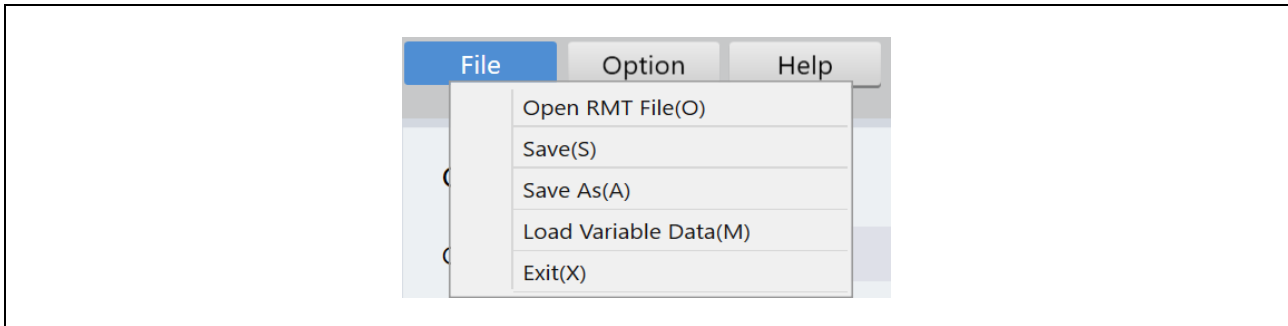 File Option Help
Open RMT File(O)
Save(S)
Save As(A)
Load Variable Data(M)
Exit(X)